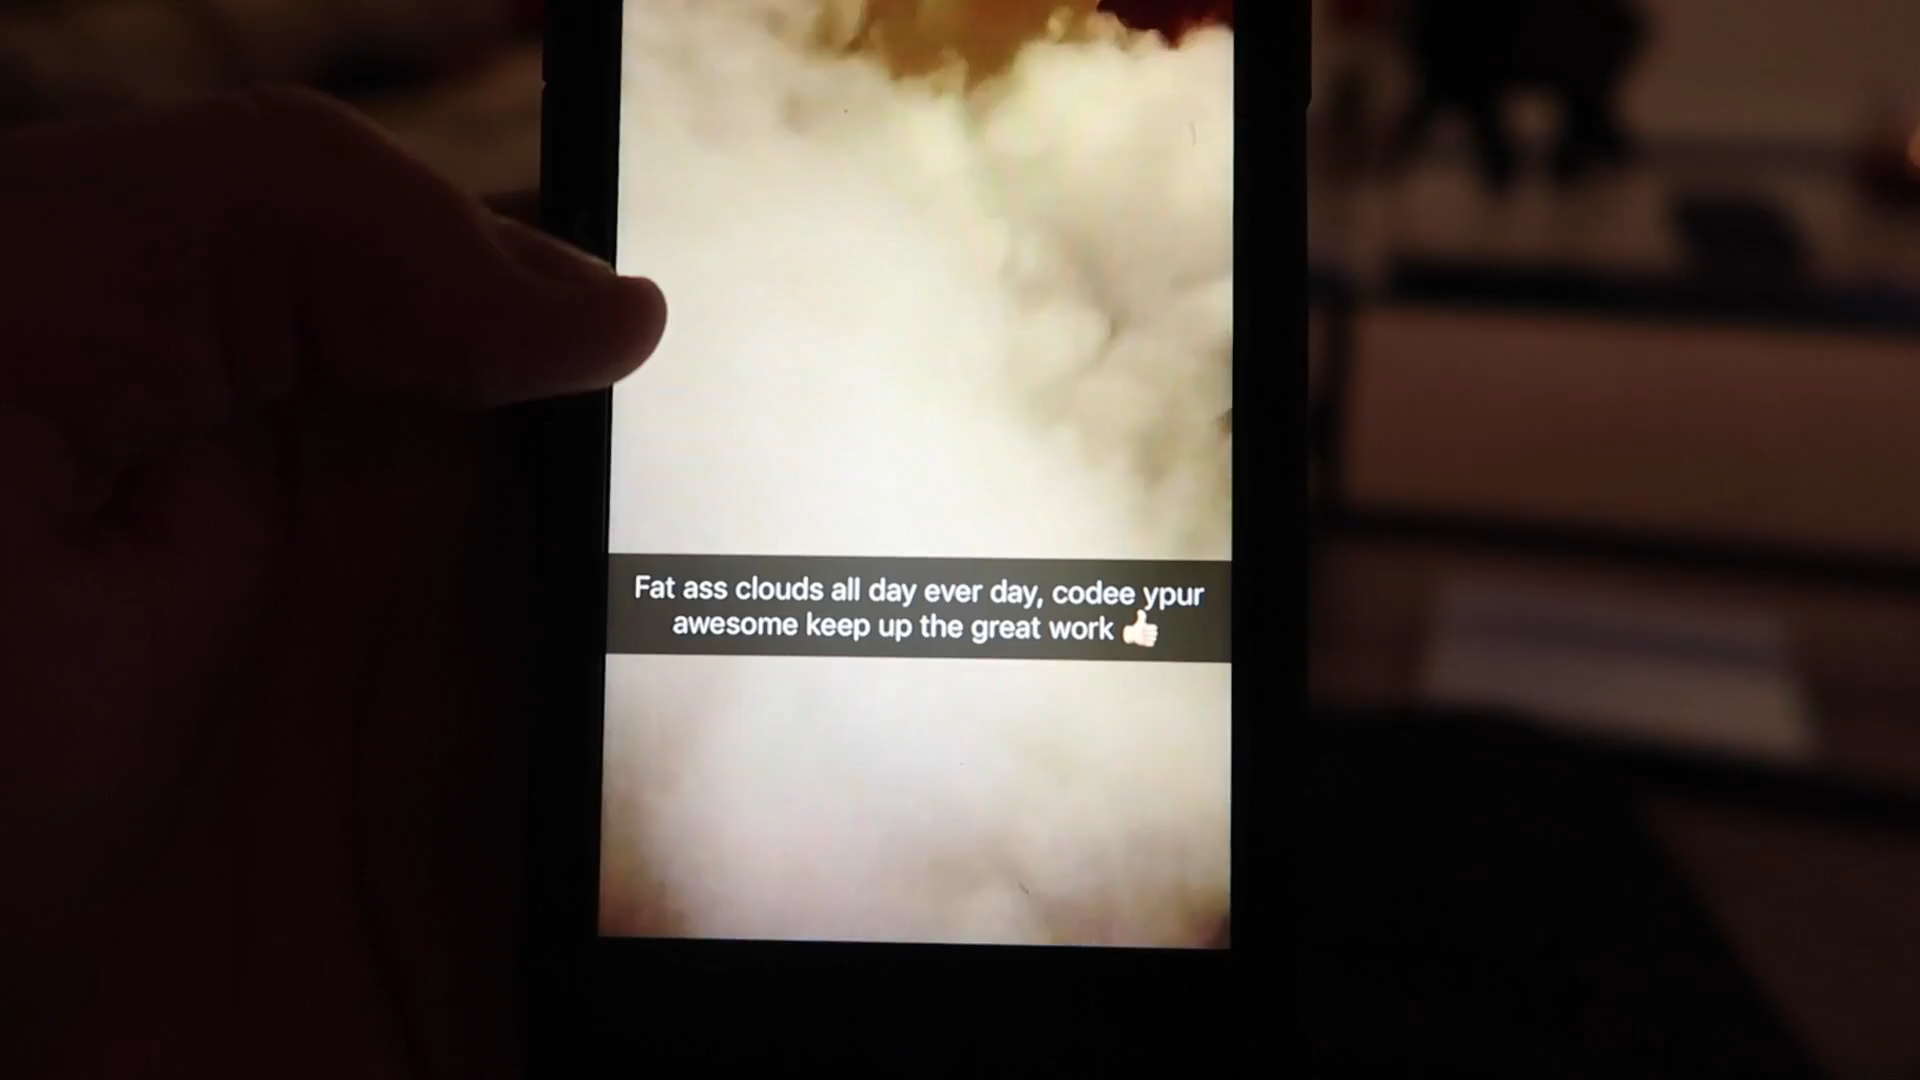 Fat ass clouds all day ever day, codee ypur
awesome keep up the great work 👍🏻